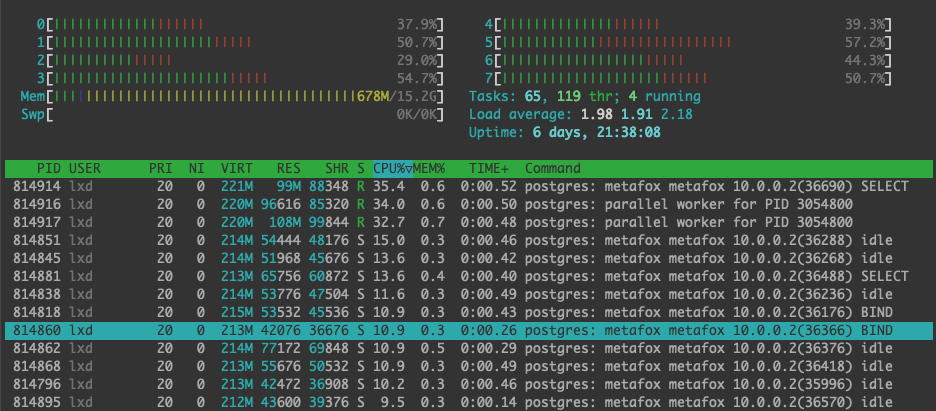 0[ 37.9%] 4[ 39.3%]
1[ 50.7%] 5[ 57.2%]
2[ 29.0%] 6[ 44.3%]
3[ 54.7%] 7[ 50.7%]
Mem[ 678M/15.2G] Tasks: 65, 119 thr; 4 running
Swp[ 0K/0K] Load average: 1.98 1.91 2.18
Uptime: 6 days, 21:38:08
PID USER PRI NI VIRT RES SHR S CPU%▽MEM% TIME+ Command
814914 lxd 20 0 221M 99M 88348 R 35.4 0.6 0:00.52 postgres: metafox metafox 10.0.0.2(36690) SELECT
814916 lxd 20 0 220M 96616 85320 R 34.0 0.6 0:00.50 postgres: parallel worker for PID 3054800
814917 lxd 20 0 220M 108M 99844 R 32.7 0.7 0:00.48 postgres: parallel worker for PID 3054800
814851 lxd 20 0 214M 54444 48176 S 15.0 0.3 0:00.46 postgres: metafox metafox 10.0.0.2(36288) idle
814845 lxd 20 0 214M 51968 45676 S 13.6 0.3 0:00.42 postgres: metafox metafox 10.0.0.2(36268) idle
814881 lxd 20 0 213M 65756 60872 S 13.6 0.4 0:00.40 postgres: metafox metafox 10.0.0.2(36488) SELECT
814838 lxd 20 0 214M 53776 47504 S 11.6 0.3 0:00.49 postgres: metafox metafox 10.0.0.2(36236) idle
814818 lxd 20 0 215M 53532 45536 S 10.9 0.3 0:00.43 postgres: metafox metafox 10.0.0.2(36176) BIND
814860 lxd 20 0 213M 42076 36676 S 10.9 0.3 0:00.26 postgres: metafox metafox 10.0.0.2(36366) BIND
814862 lxd 20 0 214M 77172 69848 S 10.9 0.5 0:00.29 postgres: metafox metafox 10.0.0.2(36376) idle
814868 lxd 20 0 213M 55676 50532 S 10.9 0.3 0:00.49 postgres: metafox metafox 10.0.0.2(36418) idle
814796 lxd 20 0 213M 42472 36908 S 10.2 0.3 0:00.46 postgres: metafox metafox 10.0.0.2(35996) idle
814895 lxd 20 0 212M 43600 39376 S 9.5 0.3 0:00.14 postgres: metafox metafox 10.0.0.2(36570) idle